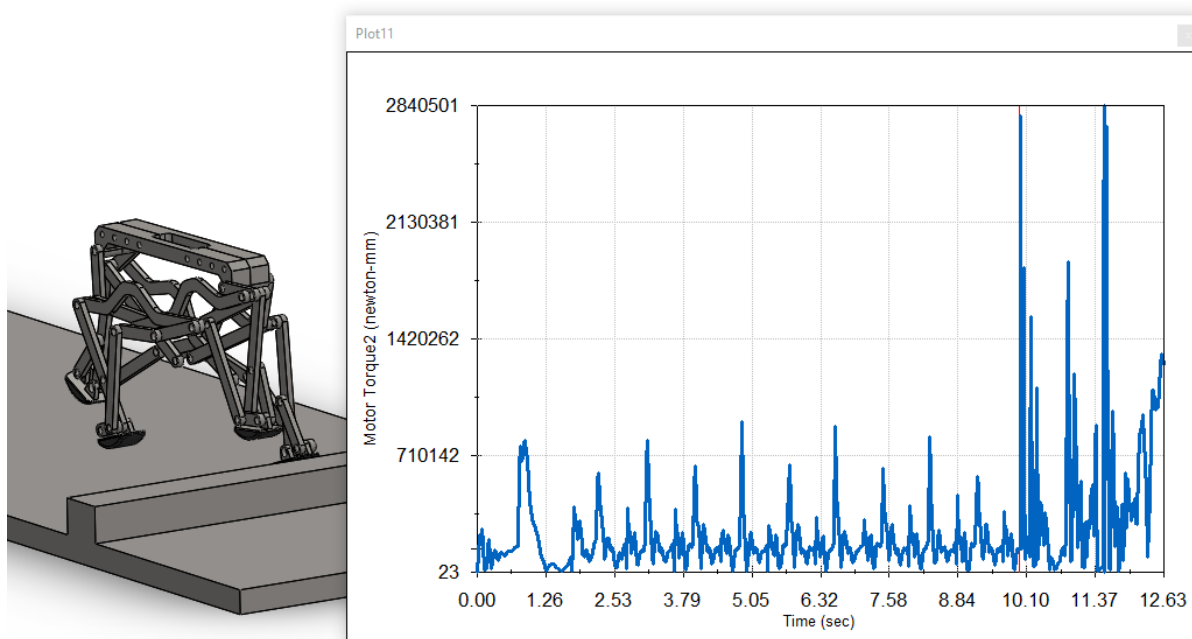 Plot11
2840501
2130381
1420262
710142
23
Motor Torque2 (newton-mm)
0.00 1.26 2.53 3.79 5.05 6.32 7.58 8.84 10.10 11.37 12.63
Time (sec)